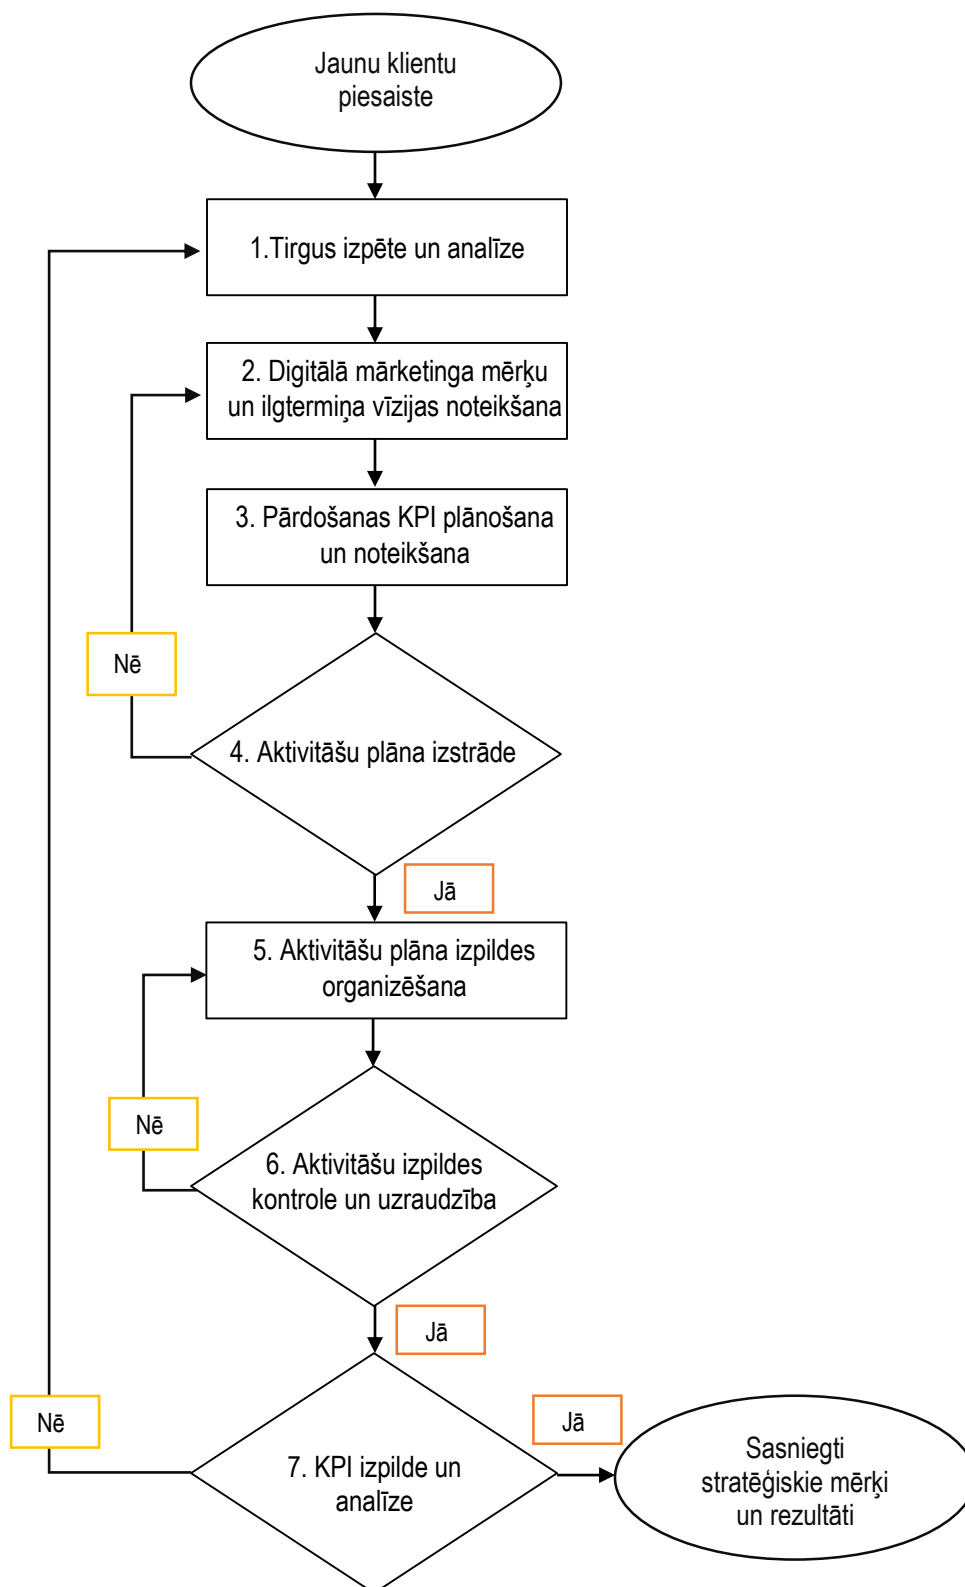 Jaunu klientu
piesaiste
1.Tirgus izpēte un analīze
2. Digitālā mārketinga mērķu
un ilgtermiņa vīzijas noteikšana
3. Pārdošanas KPI plānošana
un noteikšana
Nē
4. Aktivitāšu plāna izstrāde
Jā
5. Aktivitāšu plāna izpildes
organizēšana
Nē
6. Aktivitāšu izpildes
kontrole un uzraudzība
Jā
Nē
7. KPI izpilde un
analīze
Jā
Sasniegti
stratēģiskie mērķi
un rezultāti